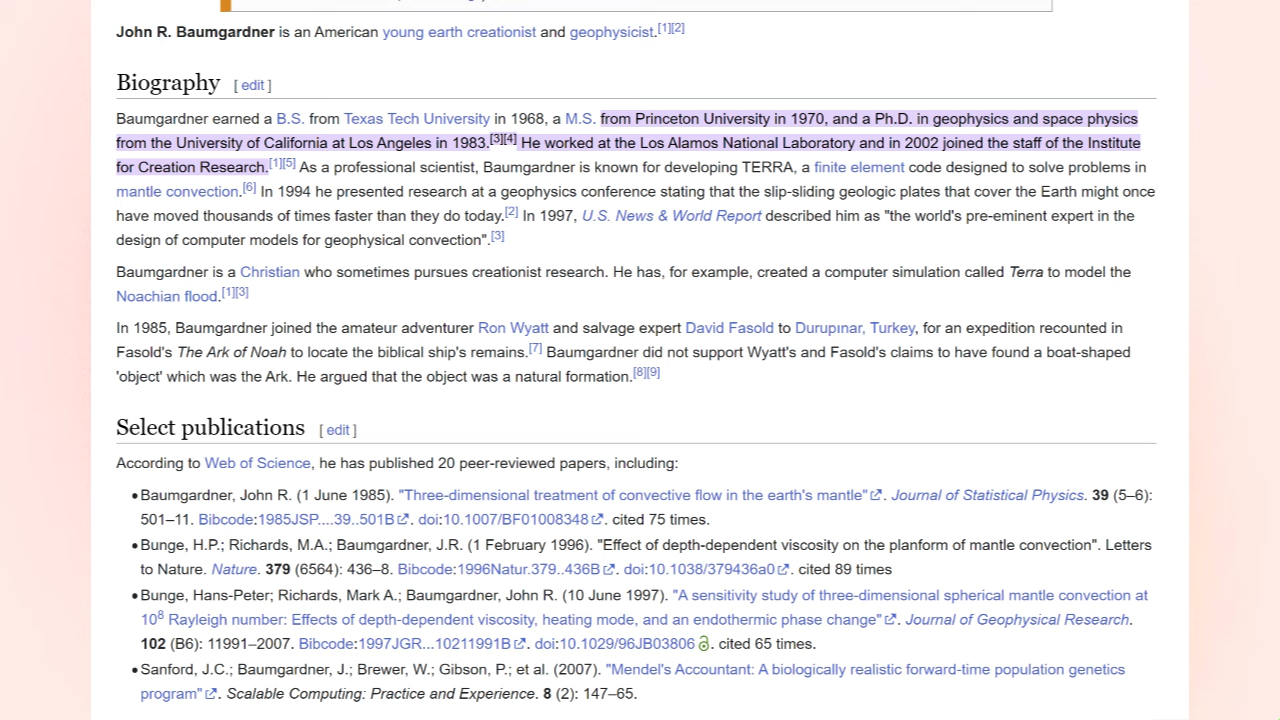 John R. Baumgardner is an American young earth creationist and geophysicist.[1][2]
Biography [ edit ]
Baumgardner earned a B.S. from Texas Tech University in 1968, a M.S. from Princeton University in 1970, and a Ph.D. in geophysics and space physics
from the University of California at Los Angeles in 1983.[3][4] He worked at the Los Alamos National Laboratory and in 2002 joined the staff of the Institute
for Creation Research.[1][5] As a professional scientist, Baumgardner is known for developing TERRA, a finite element code designed to solve problems in
mantle convection.[6] In 1994 he presented research at a geophysics conference stating that the slip-sliding geologic plates that cover the Earth might once
have moved thousands of times faster than they do today.[2] In 1997, U.S. News & World Report described him as "the world's pre-eminent expert in the
design of computer models for geophysical convection".[3]
Baumgardner is a Christian who sometimes pursues creationist research. He has, for example, created a computer simulation called Terra to model the
Noachian flood.[1][3]
In 1985, Baumgardner joined the amateur adventurer Ron Wyatt and salvage expert David Fasold to Durupınar, Turkey, for an expedition recounted in
Fasold's The Ark of Noah to locate the biblical ship's remains.[7] Baumgardner did not support Wyatt's and Fasold's claims to have found a boat-shaped
'object' which was the Ark. He argued that the object was a natural formation.[8][9]
Select publications [ edit ]
According to Web of Science, he has published 20 peer-reviewed papers, including:
• Baumgardner, John R. (1 June 1985). "Three-dimensional treatment of convective flow in the earth's mantle". Journal of Statistical Physics. 39 (5–6):
501–11. Bibcode:1985JSP....39..501B. doi:10.1007/BF01008348. cited 75 times.
• Bunge, H.P.; Richards, M.A.; Baumgardner, J.R. (1 February 1996). "Effect of depth-dependent viscosity on the planform of mantle convection". Letters
to Nature. Nature. 379 (6564): 436–8. Bibcode:1996Natur.379..436B. doi:10.1038/379436a0. cited 89 times
• Bunge, Hans-Peter; Richards, Mark A.; Baumgardner, John R. (10 June 1997). "A sensitivity study of three-dimensional spherical mantle convection at
10⁸ Rayleigh number: Effects of depth-dependent viscosity, heating mode, and an endothermic phase change". Journal of Geophysical Research.
102 (B6): 11991–2007. Bibcode:1997JGR...10211991B. doi:10.1029/96JB03806. cited 65 times.
• Sanford, J.C.; Baumgardner, J.; Brewer, W.; Gibson, P.; et al. (2007). "Mendel's Accountant: A biologically realistic forward-time population genetics
program". Scalable Computing: Practice and Experience. 8 (2): 147–65.